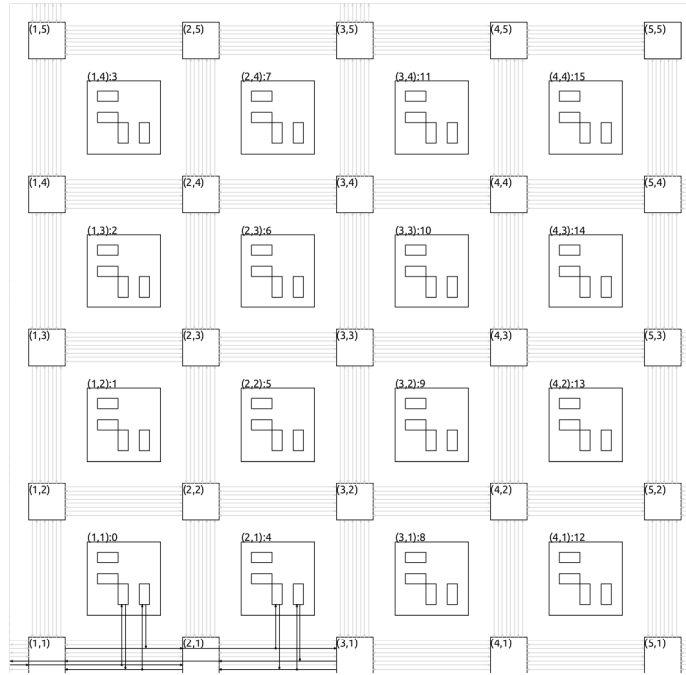 (1,5) (2,5) (3,5) (4,5) (5,5)
(1,4):3 (2,4):7 (3,4):11 (4,4):15
(1,4) (2,4) (3,4) (4,4) (5,4)
(1,3):2 (2,3):6 (3,3):10 (4,3):14
(1,3) (2,3) (3,3) (4,3) (5,3)
(1,2):1 (2,2):5 (3,2):9 (4,2):13
(1,2) (2,2) (3,2) (4,2) (5,2)
(1,1):0 (2,1):4 (3,1):8 (4,1):12
(1,1) (2,1) (3,1) (4,1) (5,1)